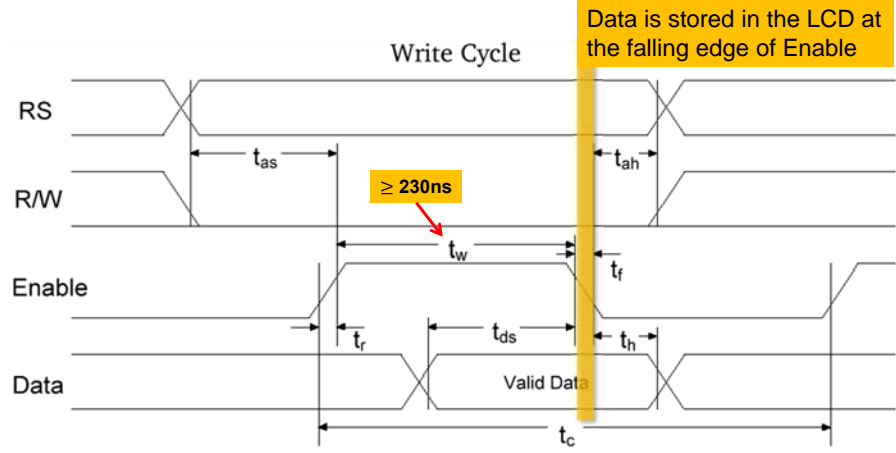 Data is stored in the LCD at
the falling edge of Enable
Write Cycle
RS
tas
tah
R/W
≥ 230ns
tw
tf
Enable
tr
tds
th
Data
Valid Data
tc